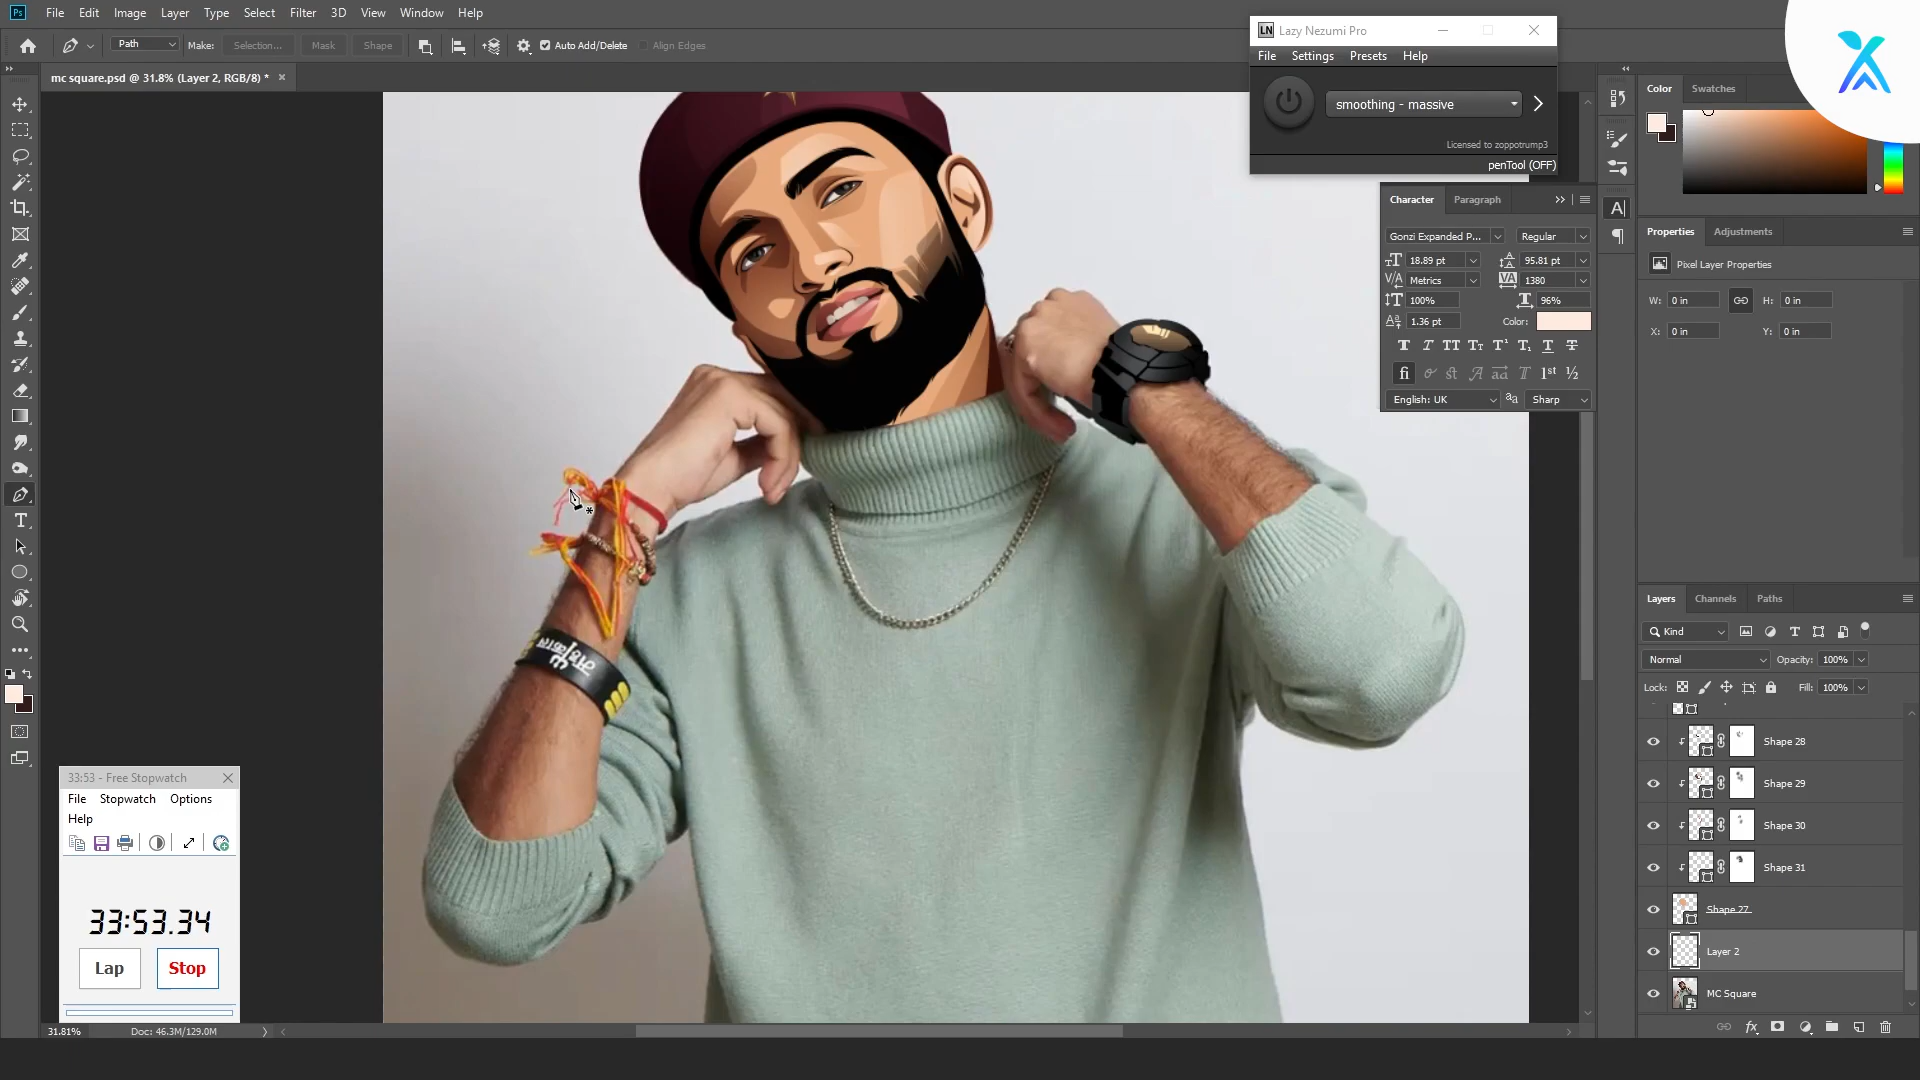 Ps File Edit Image Layer Type Select Filter 3D View Window Help
Path Make: Selection... Mask Shape Auto Add/Delete Align Edges
mc square.psd @ 31.8% (Layer 2, RGB/8) *
LN Lazy Nezumi Pro
File Settings Presets Help
smoothing - massive
Licensed to zoppotrump3
penTool (OFF)
Character Paragraph
Gonzi Expanded P... Regular
18.89 pt 95.81 pt
Metrics 1380
100% 96%
1.36 pt Color:
English: UK Sharp
Color Swatches
Properties Adjustments
Pixel Layer Properties
W: 0 in H: 0 in
X: 0 in Y: 0 in
Layers Channels Paths
Kind
Normal Opacity: 100%
Lock: Fill: 100%
Shape 28
Shape 29
Shape 30
Shape 31
Shape 27
Layer 2
MC Square
33:53 - Free Stopwatch
File Stopwatch Options
Help
33:53.34
Lap Stop
31.81% Doc: 46.3M/129.0M